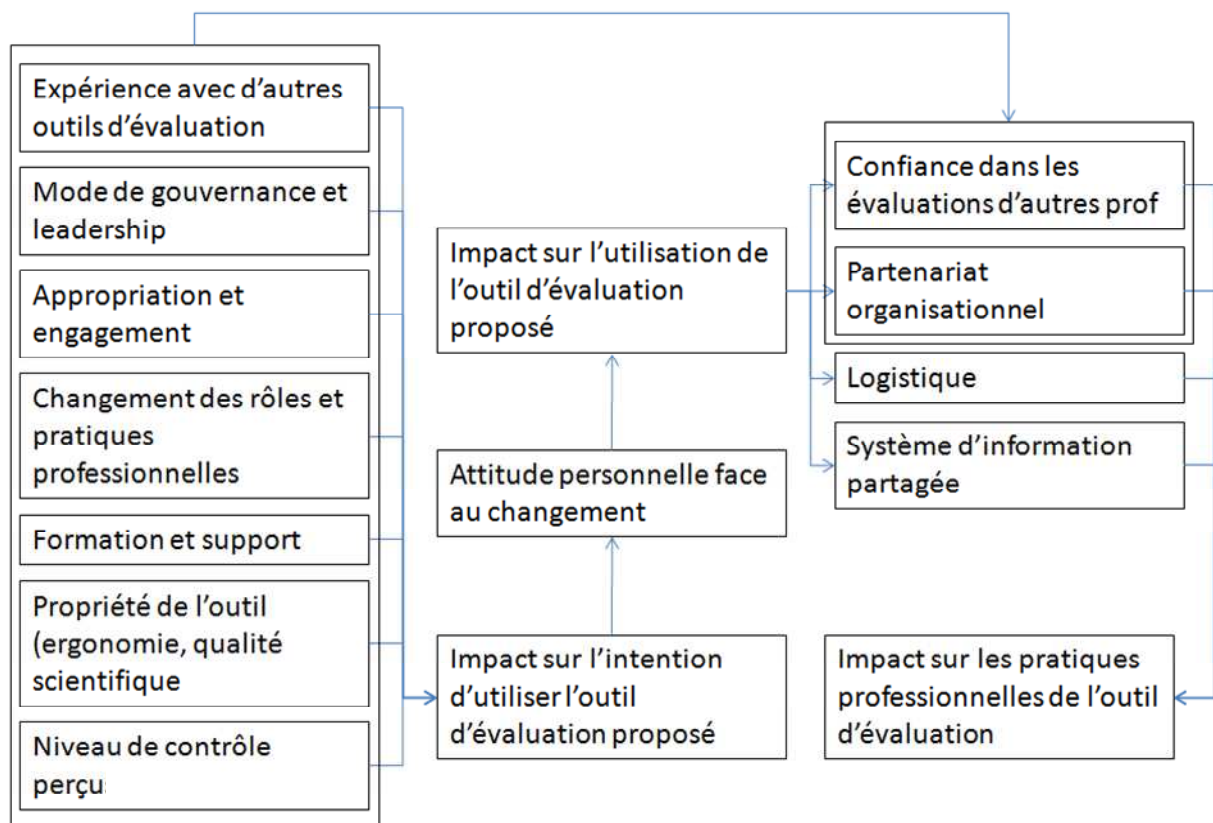 Expérience avec d'autres
outils d'évaluation
Mode de gouvernance et
leadership
Appropriation et
engagement
Changement des rôles et
pratiques
professionnelles
Formation et support
Propriété de l'outil
(ergonomie, qualité
scientifique
Niveau de contrôle
perçu
Impact sur l'utilisation de
l'outil d'évaluation
proposé
Attitude personnelle face
au changement
Impact sur l'intention
d'utiliser l'outil
d'évaluation proposé
Confiance dans les
évaluations d'autres prof
Partenariat
organisationnel
Logistique
Système d'information
partagée
Impact sur les pratiques
professionnelles de l'outil
d'évaluation